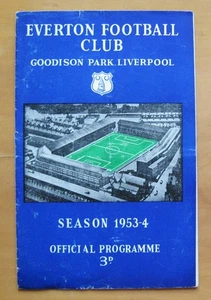 EVERTON FOOTBALL
CLUB
GOODISON PARK, LIVERPOOL
SEASON 1953-4
OFFICIAL PROGRAMME
3D